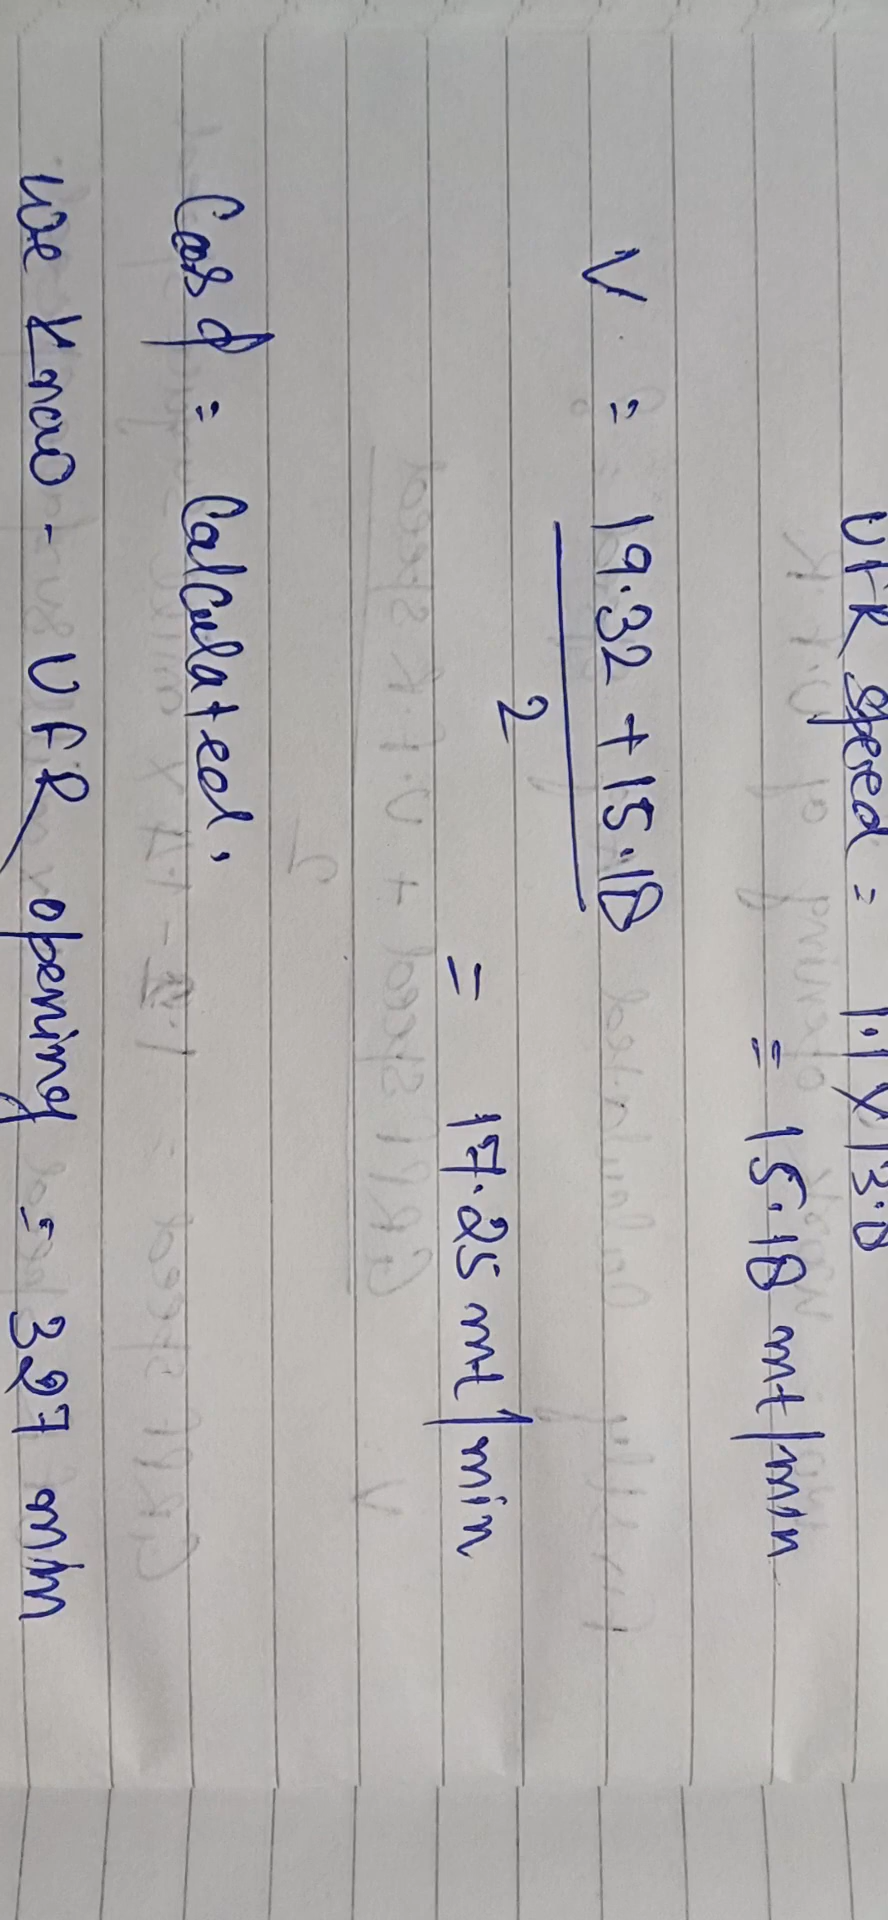 UFR speed = 1.1 X 13.8
= 15.18 mt/min
V = 19.32 + 15.18
2
= 17.25 mt/min
Cos φ = Calculated.
we know - UFR opening = 327 mm